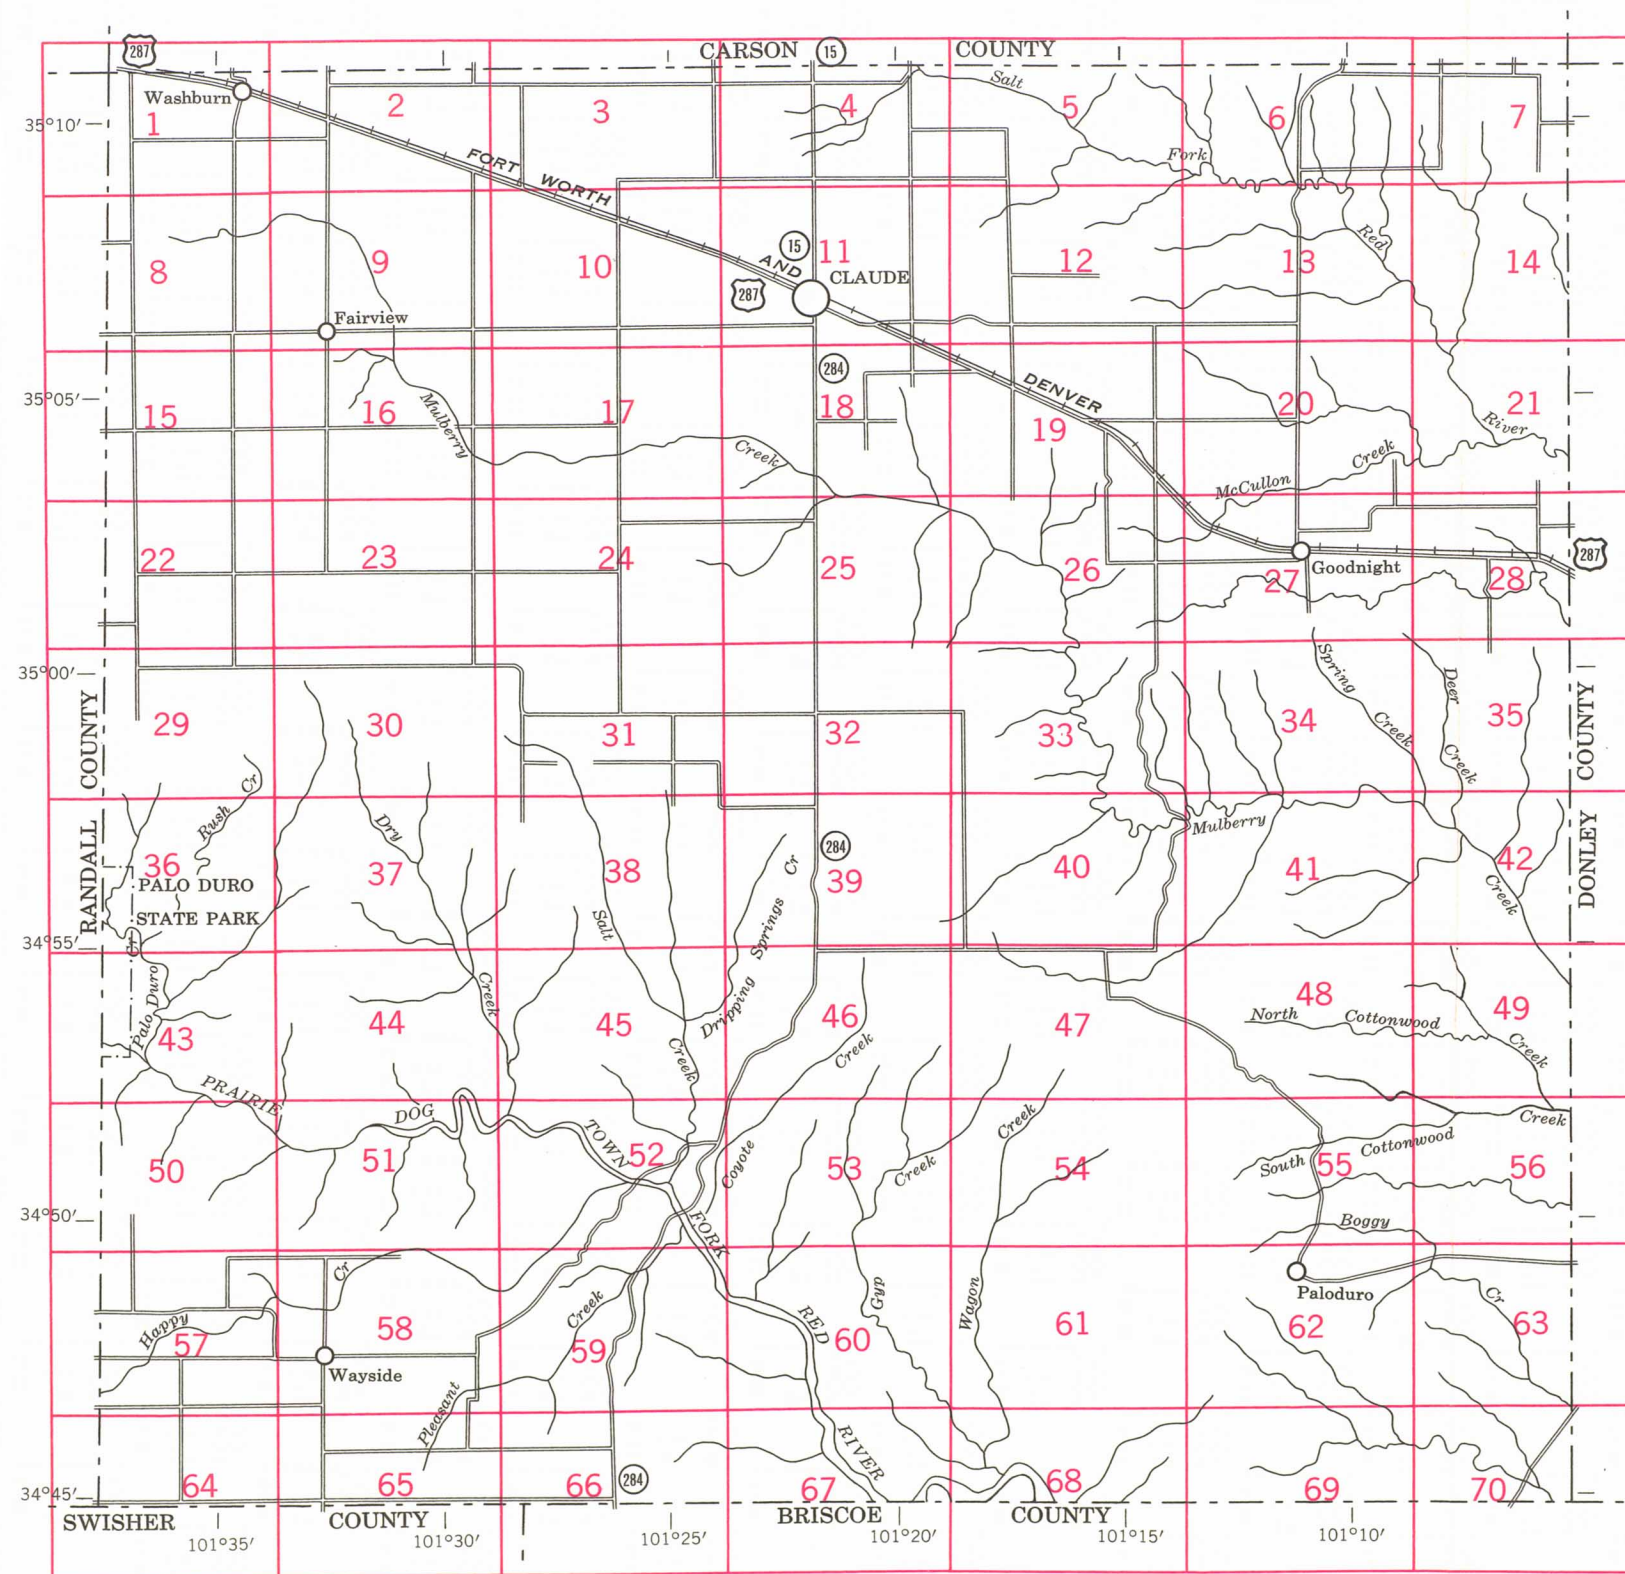 287
CARSON 15 COUNTY
Washburn
Salt
1 2 3 4 5 6 7
35°10′
Fork
FORT WORTH AND DENVER
Red
15
8 9 10 11 12 13 14
CLAUDE
287
Fairview
284
35°05′
15 16 17 18 19 20 21
Mulberry
Creek
River
McCullon Creek
22 23 24 25 26 27 28
Goodnight
287
35°00′
RANDALL COUNTY
29 30 31 32 33 34 35
Spring Creek
Deer Creek
DONLEY COUNTY
Rush Cr
Dry
Mulberry
284
36 37 38 39 40 41 42
PALO DURO
STATE PARK
Salt
Dripping Springs Cr
Creek
34°55′
Palo Duro Cr
Creek
43 44 45 46 47 48 49
North Cottonwood
Creek
Creek
Creek
PRAIRIE DOG TOWN FORK RED RIVER
Creek
50 51 52 53 54 55 56
Coyote
Creek
Creek
South Cottonwood
34°50′
Boggy
Cr
Paloduro
Happy
Cr
Creek
Gyp
Wagon
57 58 59 60 61 62 63
Wayside
Pleasant
64 65 66 67 68 69 70
284
34°45′
SWISHER COUNTY
BRISCOE COUNTY
101°35′ 101°30′ 101°25′ 101°20′ 101°15′ 101°10′